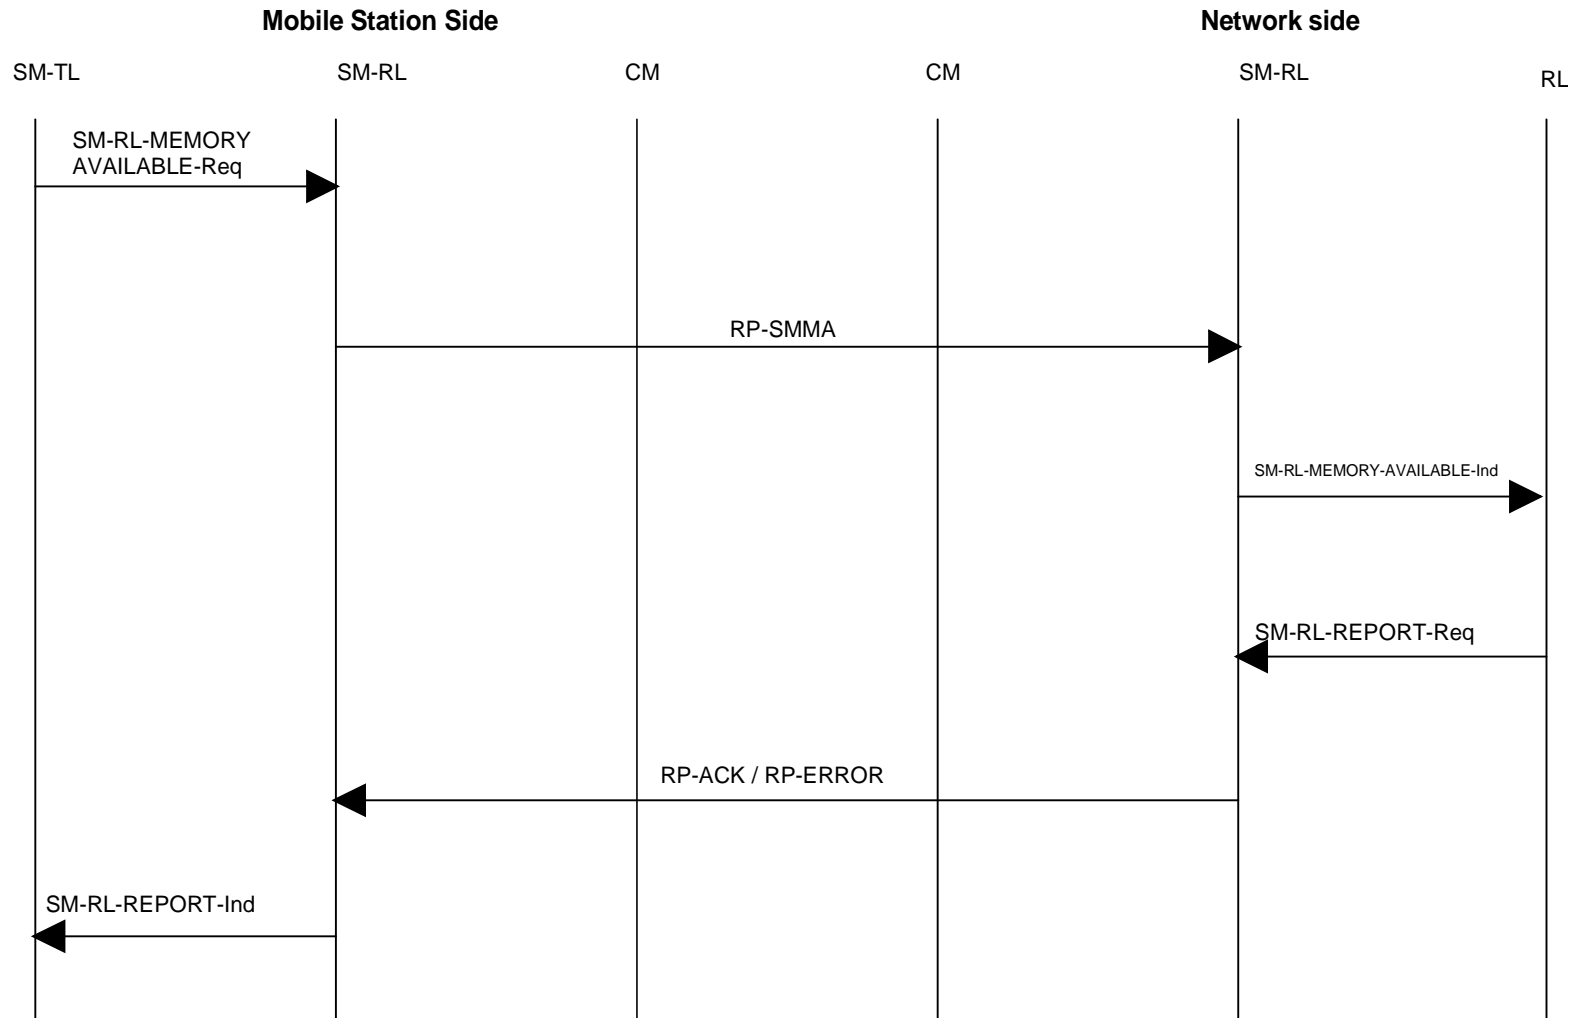 Mobile Station Side
Network side
SM-TL
SM-RL
CM
CM
SM-RL
RL
SM-RL-MEMORY
AVAILABLE-Req
RP-SMMA
SM-RL-MEMORY-AVAILABLE-Ind
SM-RL-REPORT-Req
RP-ACK / RP-ERROR
SM-RL-REPORT-Ind